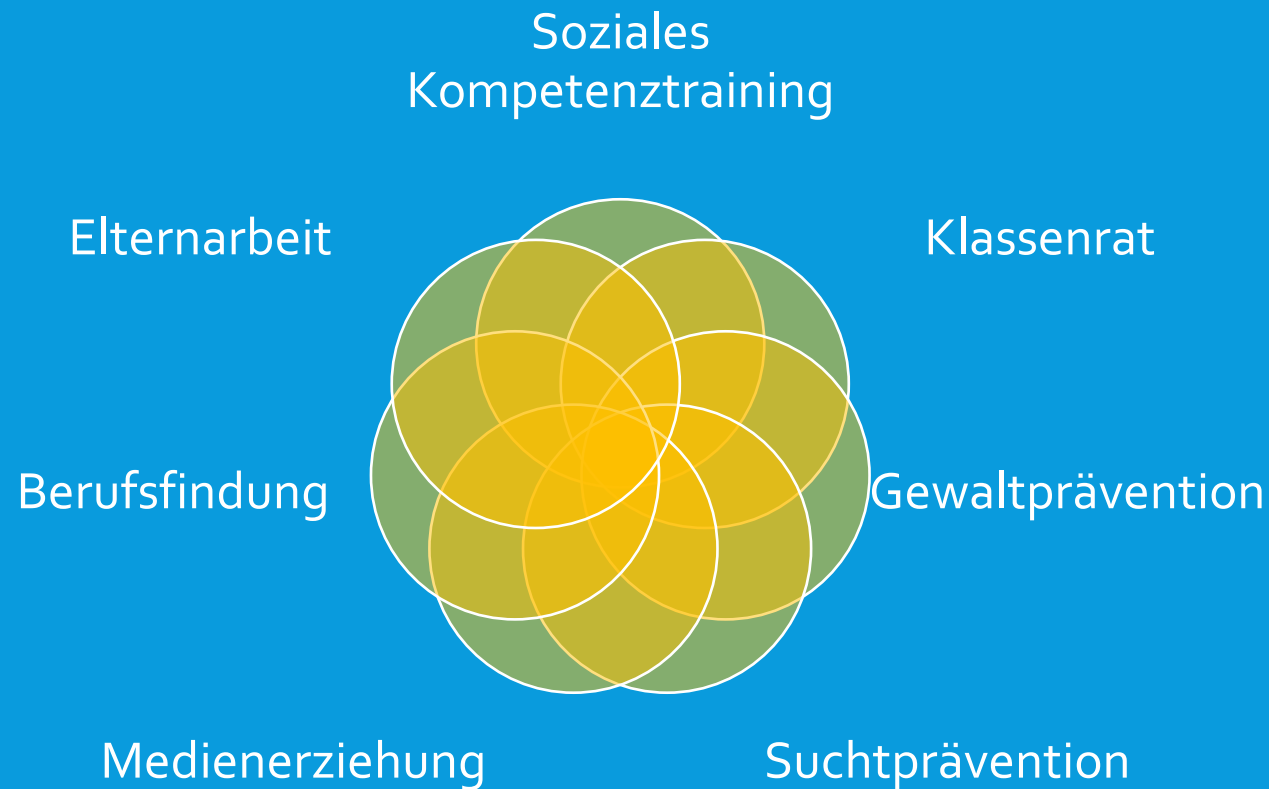 Soziales
Kompetenztraining
Elternarbeit
Klassenrat
Berufsfindung
Gewaltprävention
Medienerziehung
Suchtprävention